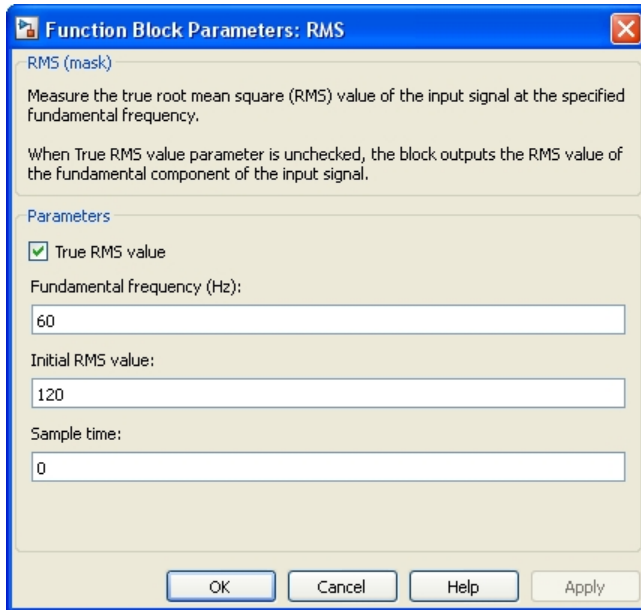 Function Block Parameters: RMS
RMS (mask)
Measure the true root mean square (RMS) value of the input signal at the specified
fundamental frequency.
When True RMS value parameter is unchecked, the block outputs the RMS value of
the fundamental component of the input signal.
Parameters
True RMS value
Fundamental frequency (Hz):
60
Initial RMS value:
120
Sample time:
0
OK Cancel Help Apply